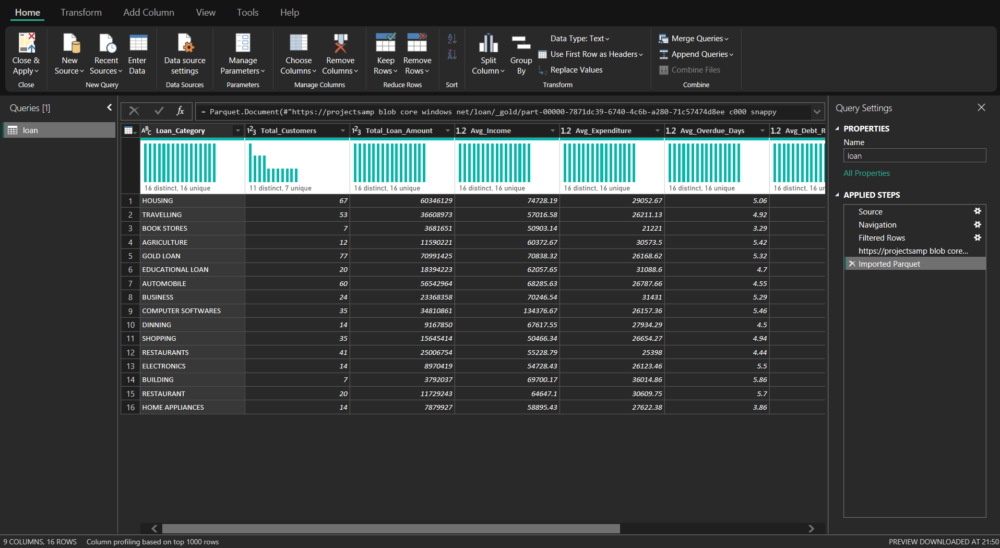 Home Transform Add Column View Tools Help
Close & Apply
New Source
Recent Sources
Enter Data
Data source settings
Manage Parameters
Choose Columns
Remove Columns
Keep Rows
Remove Rows
Split Column
Group By
Data Type: Text
Use First Row as Headers
Replace Values
Merge Queries
Append Queries
Combine Files
Close New Query Data Sources Parameters Manage Columns Reduce Rows Sort Transform Combine
Queries [1]
loan
fx
= Parquet.Document(#"https://projectsamp blob core windows net/loan/_gold/part-00000-7871dc39-6740-4c6b-a280-71c57474d8ee c000 snappy
ABC Loan_Category 123 Total_Customers 123 Total_Loan_Amount 1.2 Avg_Income 1.2 Avg_Expenditure 1.2 Avg_Overdue_Days 1.2 Avg_Debt_R
16 distinct, 16 unique 11 distinct, 7 unique 16 distinct, 16 unique 16 distinct, 16 unique 16 distinct, 16 unique 16 distinct, 16 unique 16 distinct, 16 un
1 HOUSING 67 60346129 74728.19 29052.67 5.06
2 TRAVELLING 53 36608973 57016.58 26211.13 4.92
3 BOOK STORES 7 3681651 50903.14 21221 3.29
4 AGRICULTURE 12 11590221 60372.67 30573.5 5.42
5 GOLD LOAN 77 70991425 70838.32 26168.62 5.32
6 EDUCATIONAL LOAN 20 18394223 62057.65 31088.6 4.7
7 AUTOMOBILE 60 56542964 68285.63 26787.66 4.55
8 BUSINESS 24 23368358 70246.54 31431 5.29
9 COMPUTER SOFTWARES 35 34810861 134376.67 26157.36 5.46
10 DINNING 14 9167850 67617.55 27934.29 4.5
11 SHOPPING 35 15645414 50466.34 26654.27 4.94
12 RESTAURANTS 41 25006754 55228.79 25398 4.44
13 ELECTRONICS 14 8970419 54728.43 26123.46 5.5
14 BUILDING 7 3792037 69700.17 36014.86 5.86
15 RESTAURANT 20 11729243 64647.1 30609.75 5.7
16 HOME APPLIANCES 14 7879927 58895.43 27622.38 3.86
Query Settings
PROPERTIES
Name
loan
All Properties
APPLIED STEPS
Source
Navigation
Filtered Rows
https://projectsamp blob core...
Imported Parquet
9 COLUMNS, 16 ROWS Column profiling based on top 1000 rows PREVIEW DOWNLOADED AT 21:50